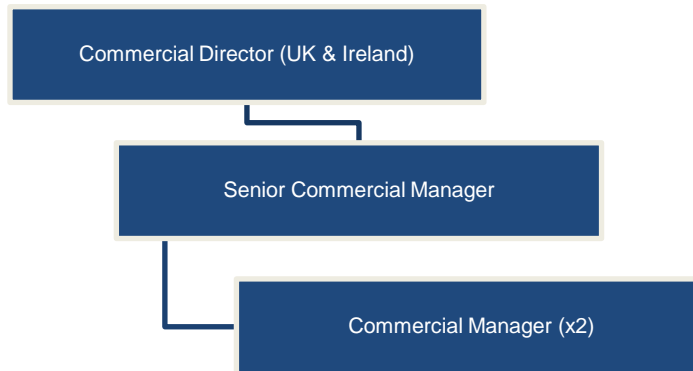 Commercial Director (UK & Ireland)
Senior Commercial Manager
Commercial Manager (x2)